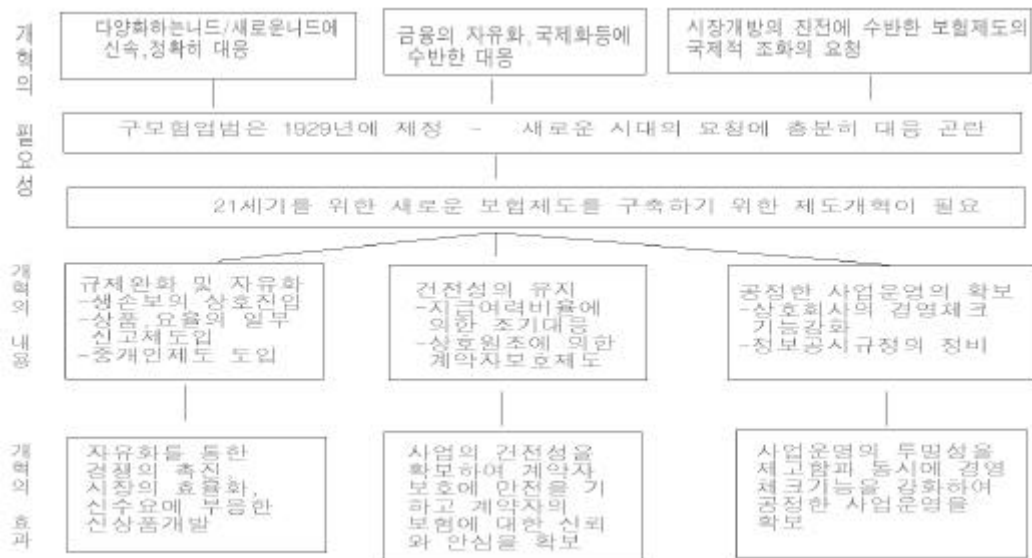 개혁의 필요성
다양화하는니드/새로운니드에
신속,정확히 대응
금융의 자유화,국제화등에
수반한 대응
시장개방의 진전에 수반한 보험제도의
국제적 조화의 요청
구보험업법은 1929년에 제정 - 새로운 시대의 요청에 충분히 대응 곤란
21세기를 위한 새로운 보험제도를 구축하기 위한 제도개혁이 필요
개혁의 내용
규제완화 및 자유화
-생손보의 상호진입
-상품,요율의 일부
신고제도입
-중개인제도 도입
건전성의 유지
-지급여력비율에
의한 조기대응
-상호원조에 의한
계약자보호제도
공정한 사업운영의 확보
-상호회사의 경영체크
기능강화
-정보공시규정의 정비
개혁의 효과
자유화를 통한
경쟁의 촉진,
시장의 효율화,
신수요에 부응한
신상품개발
사업의 건전성을
확보하여 계약자
보호에 만전을 기
하고 계약자의
보험에 대한 신뢰
와 안심을 확보
사업운영의 투명성을
제고함과 동시에 경영
체크기능을 강화하여
공정한 사업운영을
확보